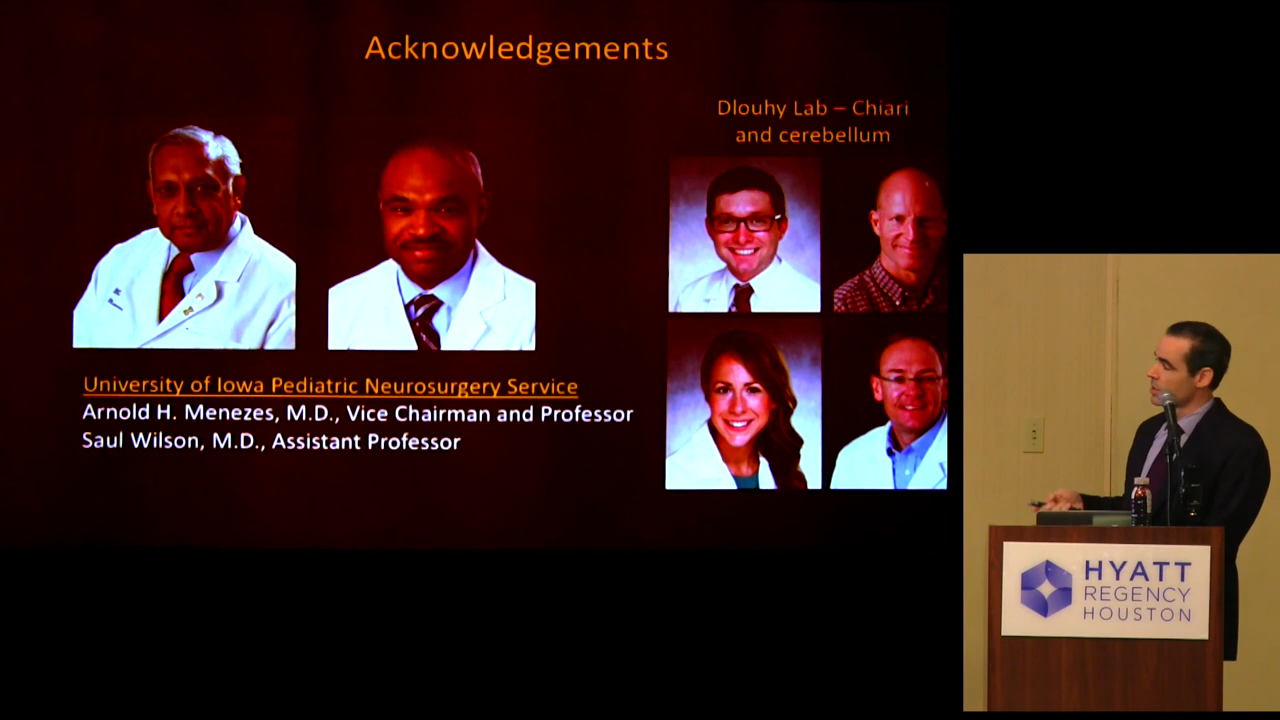 Acknowledgements
Dlouhy Lab – Chiari
and cerebellum
University of Iowa Pediatric Neurosurgery Service
Arnold H. Menezes, M.D., Vice Chairman and Professor
Saul Wilson, M.D., Assistant Professor
HYATT
REGENCY
HOUSTON